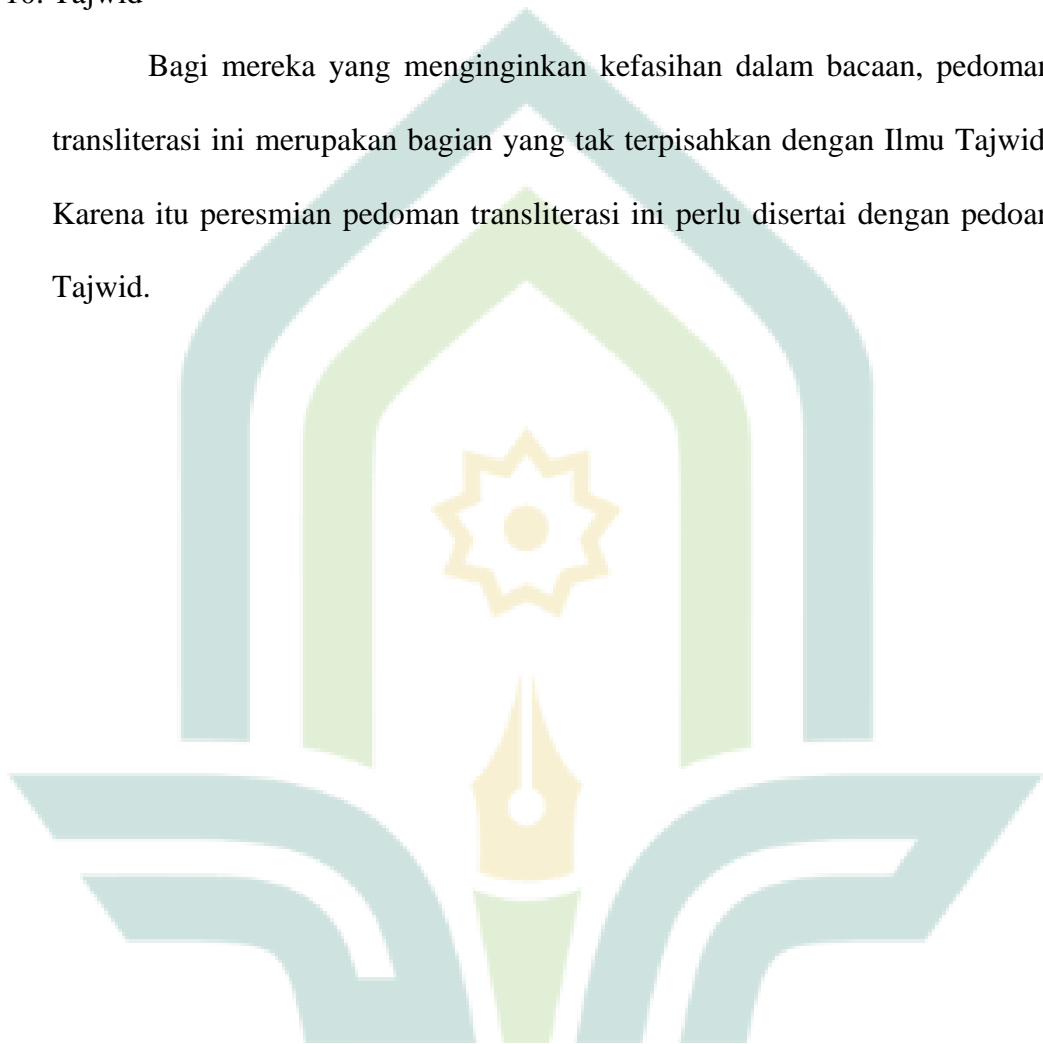 10. Tajwid
Bagi mereka yang menginginkan kefasihan dalam bacaan, pedoman
transliterasi ini merupakan bagian yang tak terpisahkan dengan Ilmu Tajwid
Karena itu peresmian pedoman transliterasi ini perlu disertai dengan pedoan
Tajwid.